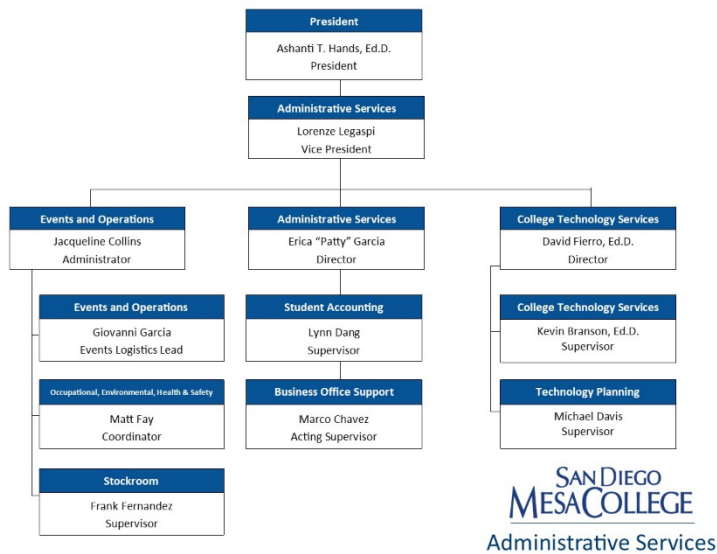 President
Ashanti T. Hands, Ed.D.
President
Administrative Services
Lorenze Legaspi
Vice President
Events and Operations
Jacqueline Collins
Administrator
Events and Operations
Giovanni Garcia
Events Logistics Lead
Occupational, Environmental, Health & Safety
Matt Fay
Coordinator
Stockroom
Frank Fernandez
Supervisor
Administrative Services
Erica “Patty” Garcia
Director
Student Accounting
Lynn Dang
Supervisor
Business Office Support
Marco Chavez
Acting Supervisor
College Technology Services
David Fierro, Ed.D.
Director
College Technology Services
Kevin Branson, Ed.D.
Supervisor
Technology Planning
Michael Davis
Supervisor
SAN DIEGO
MESACOLLEGE
Administrative Services